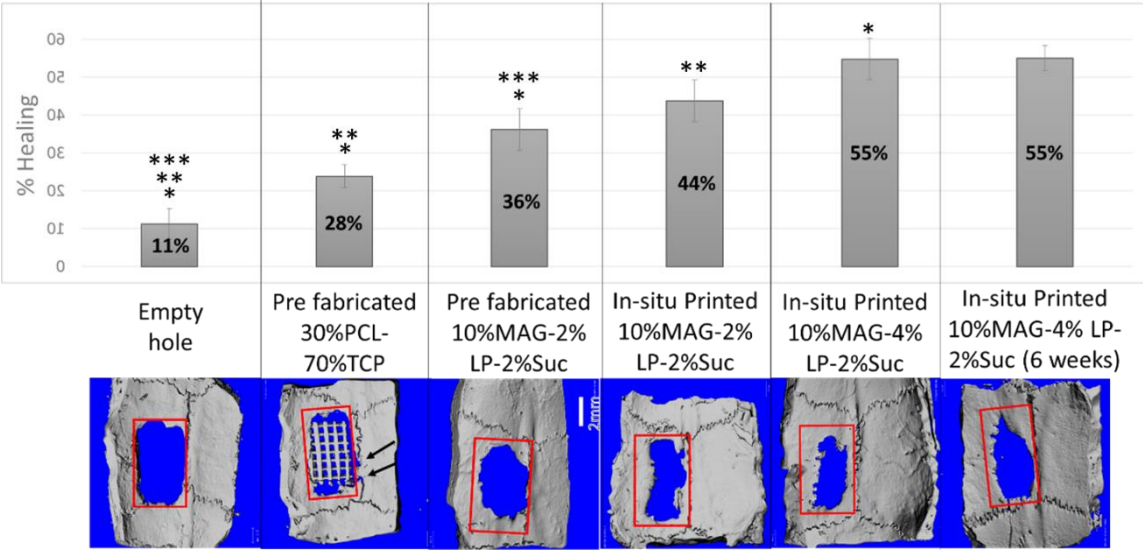 % Healing
60
50
40
30
20
10
0
***
**
*
11%
**
*
28%
***
*
36%
**
44%
*
55%
55%
Empty
hole
Pre fabricated
30%PCL-
70%TCP
Pre fabricated
10%MAG-2%
LP-2%Suc
In-situ Printed
10%MAG-2%
LP-2%Suc
In-situ Printed
10%MAG-4%
LP-2%Suc
In-situ Printed
10%MAG-4% LP-
2%Suc (6 weeks)
2mm